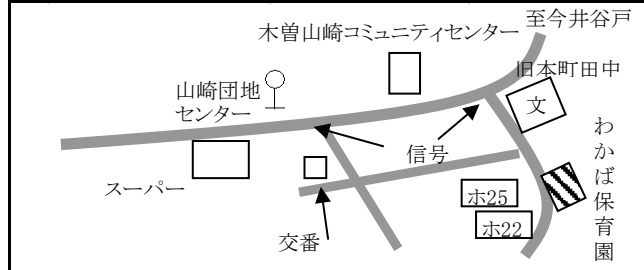 至今井谷戸
木曽山崎コミュニティセンター
旧本町田中
文
山崎団地
センター
信号
わかば保育園
スーパー
交番
ホ25
ホ22